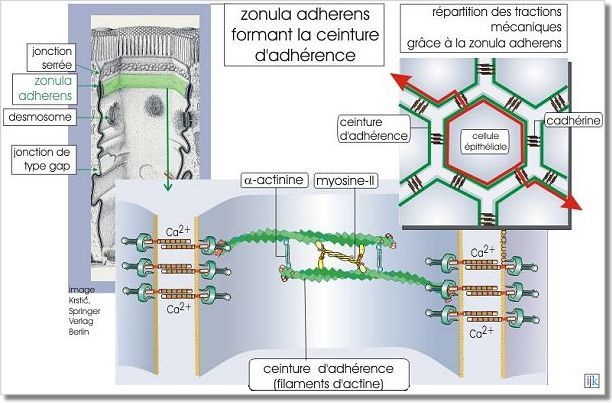 zonula adherens
formant la ceinture
d'adhérence
répartition des tractions
mécaniques
grâce à la zonula adherens
jonction
serrée
zonula
adherens
desmosome
jonction de
type gap
ceinture
d'adhérence
cellule
épithéliale
cadhérine
α-actinine
myosine-II
Ca2+
Ca2+
Ca2+
Ca2+
image
Krstić,
Springer
Verlag
Berlin
ceinture d'adhérence
(filaments d'actine)
ijk